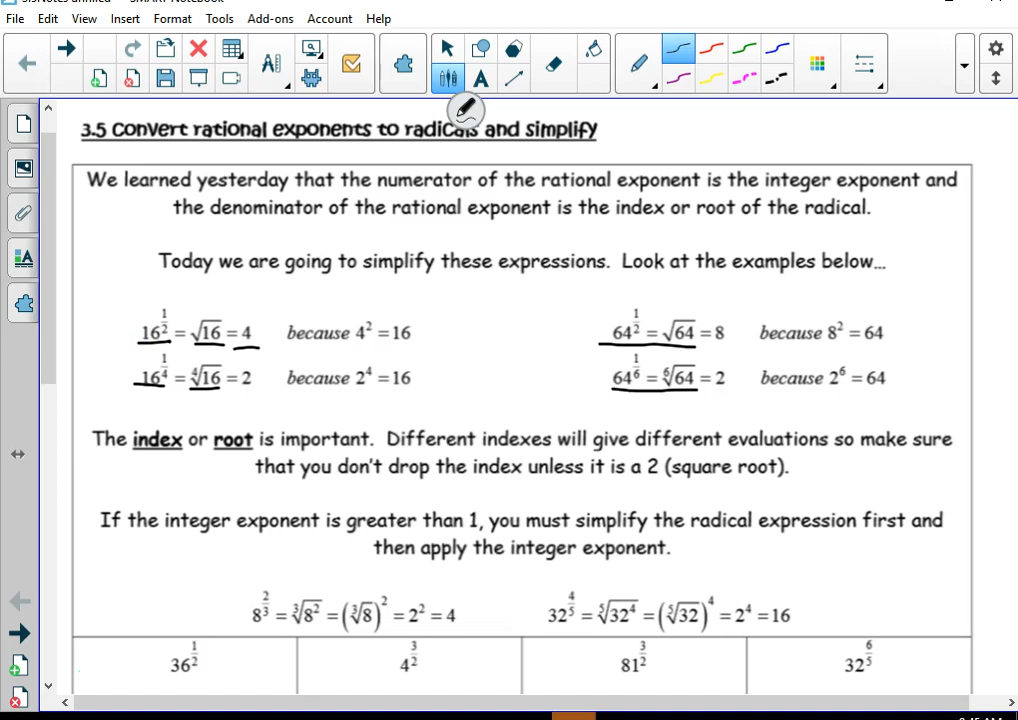 File Edit View Insert Format Tools Add-ons Account Help
3.5 Convert rational exponents to radicals and simplify
We learned yesterday that the numerator of the rational exponent is the integer exponent and
the denominator of the rational exponent is the index or root of the radical.
Today we are going to simplify these expressions. Look at the examples below...
16^(1/2) = √16 = 4 because 4² = 16 64^(1/2) = √64 = 8 because 8² = 64
16^(1/4) = ⁴√16 = 2 because 2⁴ = 16 64^(1/6) = ⁶√64 = 2 because 2⁶ = 64
The index or root is important. Different indexes will give different evaluations so make sure
that you don't drop the index unless it is a 2 (square root).
If the integer exponent is greater than 1, you must simplify the radical expression first and
then apply the integer exponent.
8^(2/3) = ³√8² = (³√8)² = 2² = 4 32^(4/5) = ⁵√32⁴ = (⁵√32)⁴ = 2⁴ = 16
36^(1/2) 4^(3/2) 81^(3/2) 32^(6/5)